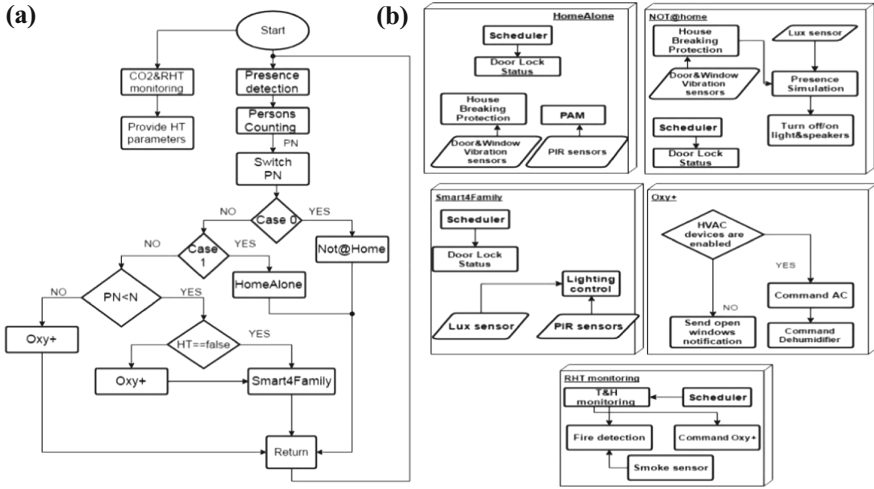 (a)
Start
CO2&RHT
monitoring
Provide HT
parameters
Presence
detection
Persons
Counting
PN
Switch
PN
Case 0
NO
YES
Not@Home
Case
1
NO
YES
HomeAlone
PN<N
NO
YES
Oxy+
HT==false
YES
Oxy+
Smart4Family
Return
(b)
HomeAlone
Scheduler
Door Lock
Status
House
Breaking
Protection
PAM
Door&Window
Vibration
sensors
PIR sensors
NOT@home
House
Breaking
Protection
Lux sensor
Door&Window
Vibration
sensors
Presence
Simulation
Scheduler
Turn off/on
light&speakers
Door Lock
Status
Smart4Family
Scheduler
Door Lock
Status
Lighting
control
Lux sensor
PIR sensors
Oxy+
HVAC
devices are
enabled
YES
Command AC
NO
Send open
windows
notification
Command
Dehumidifier
RHT monitoring
T&H
monitoring
Scheduler
Fire detection
Command Oxy+
Smoke sensor